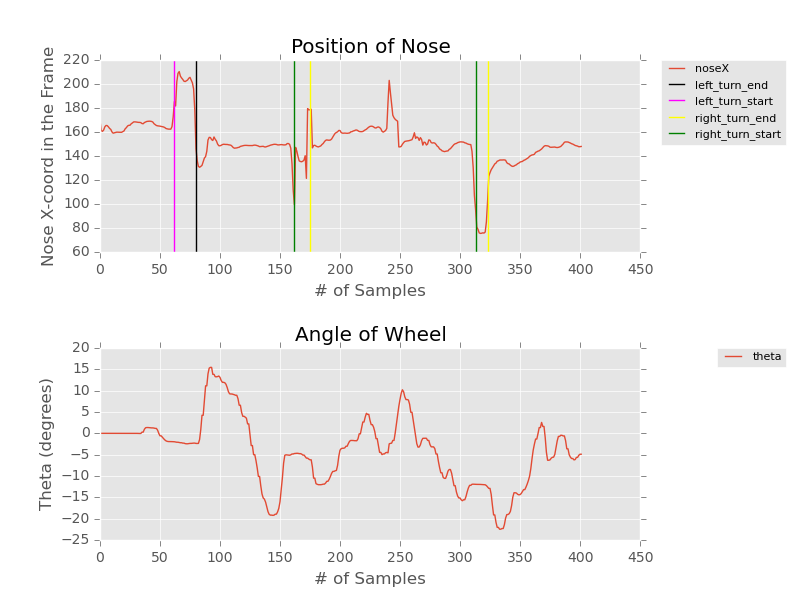 Position of Nose
Nose X-coord in the Frame
220
200
180
160
140
120
100
80
60
0 50 100 150 200 250 300 350 400 450
# of Samples
noseX
left_turn_end
left_turn_start
right_turn_end
right_turn_start
Angle of Wheel
Theta (degrees)
20
15
10
5
0
−5
−10
−15
−20
−25
0 50 100 150 200 250 300 350 400 450
# of Samples
theta